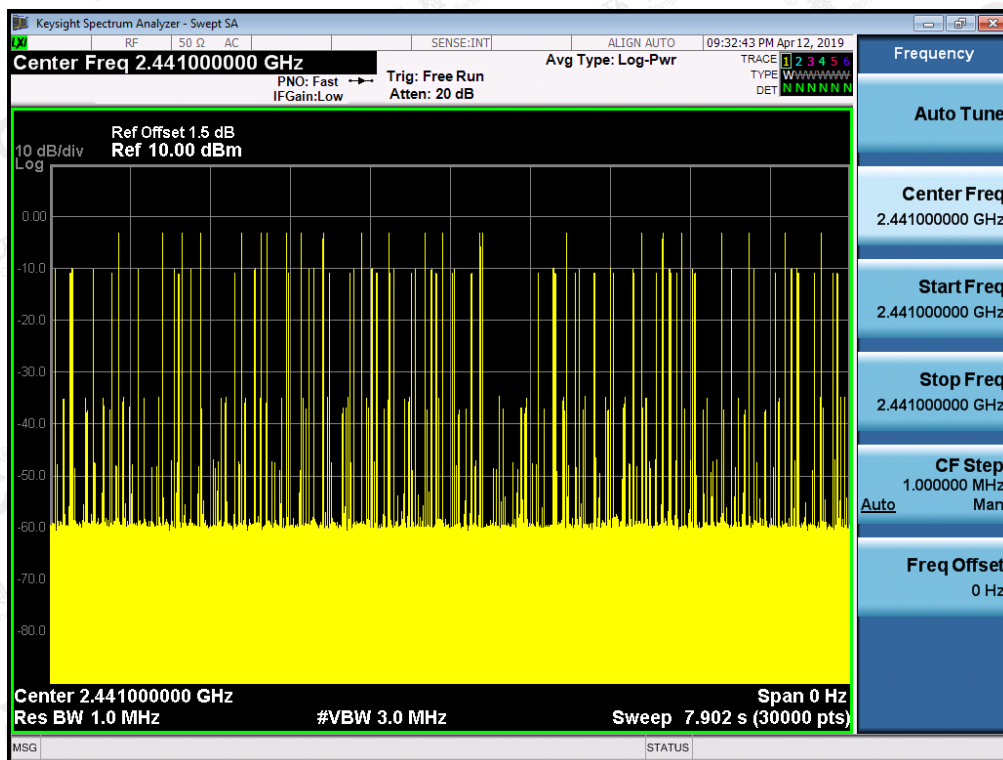 Keysight Spectrum Analyzer - Swept SA
LXI RF 50 Ω AC SENSE:INT ALIGN AUTO 09:32:43 PM Apr 12, 2019
Center Freq 2.441000000 GHz
PNO: Fast
IFGain:Low
Trig: Free Run
Atten: 20 dB
Avg Type: Log-Pwr
TRACE 1 2 3 4 5 6
TYPE WWWWWWW
DET N N N N N N
Ref Offset 1.5 dB
10 dB/div Ref 10.00 dBm
Log
0.00
-10.0
-20.0
-30.0
-40.0
-50.0
-60.0
-70.0
-80.0
Center 2.441000000 GHz Span 0 Hz
Res BW 1.0 MHz #VBW 3.0 MHz Sweep 7.902 s (30000 pts)
MSG STATUS
Frequency
Auto Tune
Center Freq
2.441000000 GHz
Start Freq
2.441000000 GHz
Stop Freq
2.441000000 GHz
CF Step
1.000000 MHz
Auto Man
Freq Offset
0 Hz